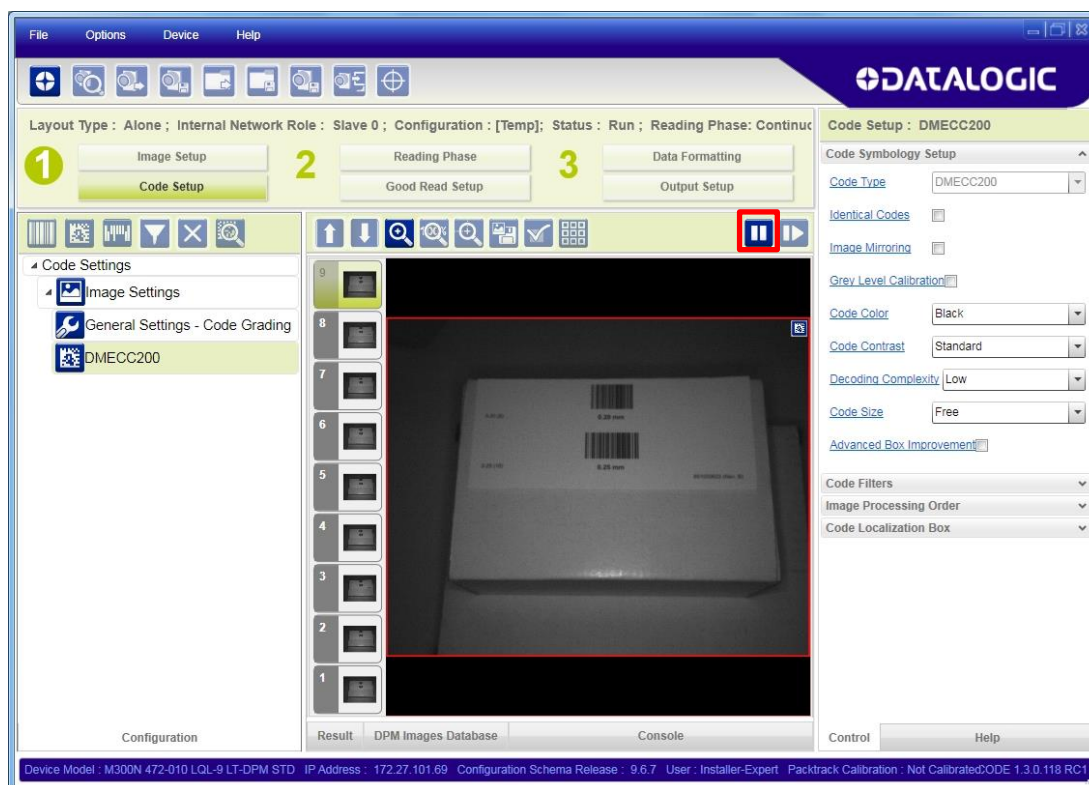 File Options Device Help
DATALOGIC
Layout Type : Alone ; Internal Network Role : Slave 0 ; Configuration : [Temp]; Status : Run ; Reading Phase: Continuo
Code Setup : DMECC200
1
Image Setup
Code Setup
2
Reading Phase
Good Read Setup
3
Data Formatting
Output Setup
Code Settings
Image Settings
General Settings - Code Grading
DMECC200
Configuration
100%
9
8
7
6
5
4
3
2
1
0.20 mm
0.25 mm
Result DPM Images Database Console
Code Symbology Setup
Code Type DMECC200
Identical Codes
Image Mirroring
Grey Level Calibration
Code Color Black
Code Contrast Standard
Decoding Complexity Low
Code Size Free
Advanced Box Improvement
Code Filters
Image Processing Order
Code Localization Box
Control Help
Device Model : M300N 472-010 LQL-9 LT-DPM STD IP Address : 172.27.101.69 Configuration Schema Release : 9.6.7 User : Installer-Expert Packtrack Calibration : Not Calibrated CODE 1.3.0.118 RC1